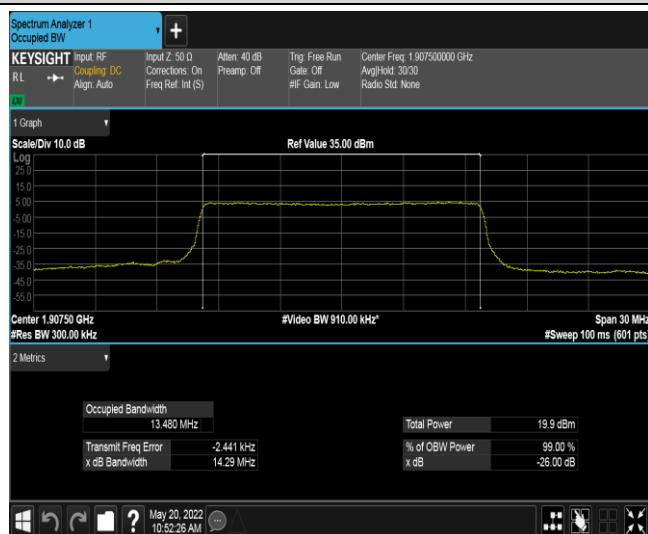 Spectrum Analyzer 1
Occupied BW
+
KEYSIGHT Input: RF Input Z: 50 Ω Atten: 40 dB Trig: Free Run Center Freq: 1.907500000 GHz
RL Coupling: DC Corrections: On Preamp: Off Gate: Off Avg|Hold: 30/30
Align: Auto Freq Ref: Int (S) #IF Gain: Low Radio Std: None
LXI
1 Graph
Scale/Div 10.0 dB Ref Value 35.00 dBm
Log
25.0
15.0
5.00
-5.00
-15.0
-25.0
-35.0
-45.0
-55.0
Center 1.90750 GHz #Video BW 910.00 kHz* Span 30 MHz
#Res BW 300.00 kHz #Sweep 100 ms (601 pts)
2 Metrics
Occupied Bandwidth
13.480 MHz Total Power 19.9 dBm
Transmit Freq Error -2.441 kHz % of OBW Power 99.00 %
x dB Bandwidth 14.29 MHz x dB -26.00 dB
? May 20, 2022
10:52:26 AM